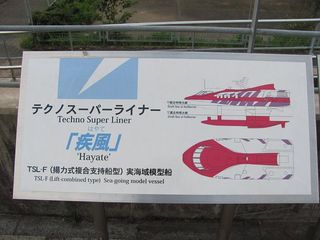 テクノスーパーライナー
Techno Super Liner
はやて
「疾風」
'Hayate'
TSL-F（揚力式複合支持船型）実海域模型船
TSL-F (Lift-combined type) Sea-going model vessel